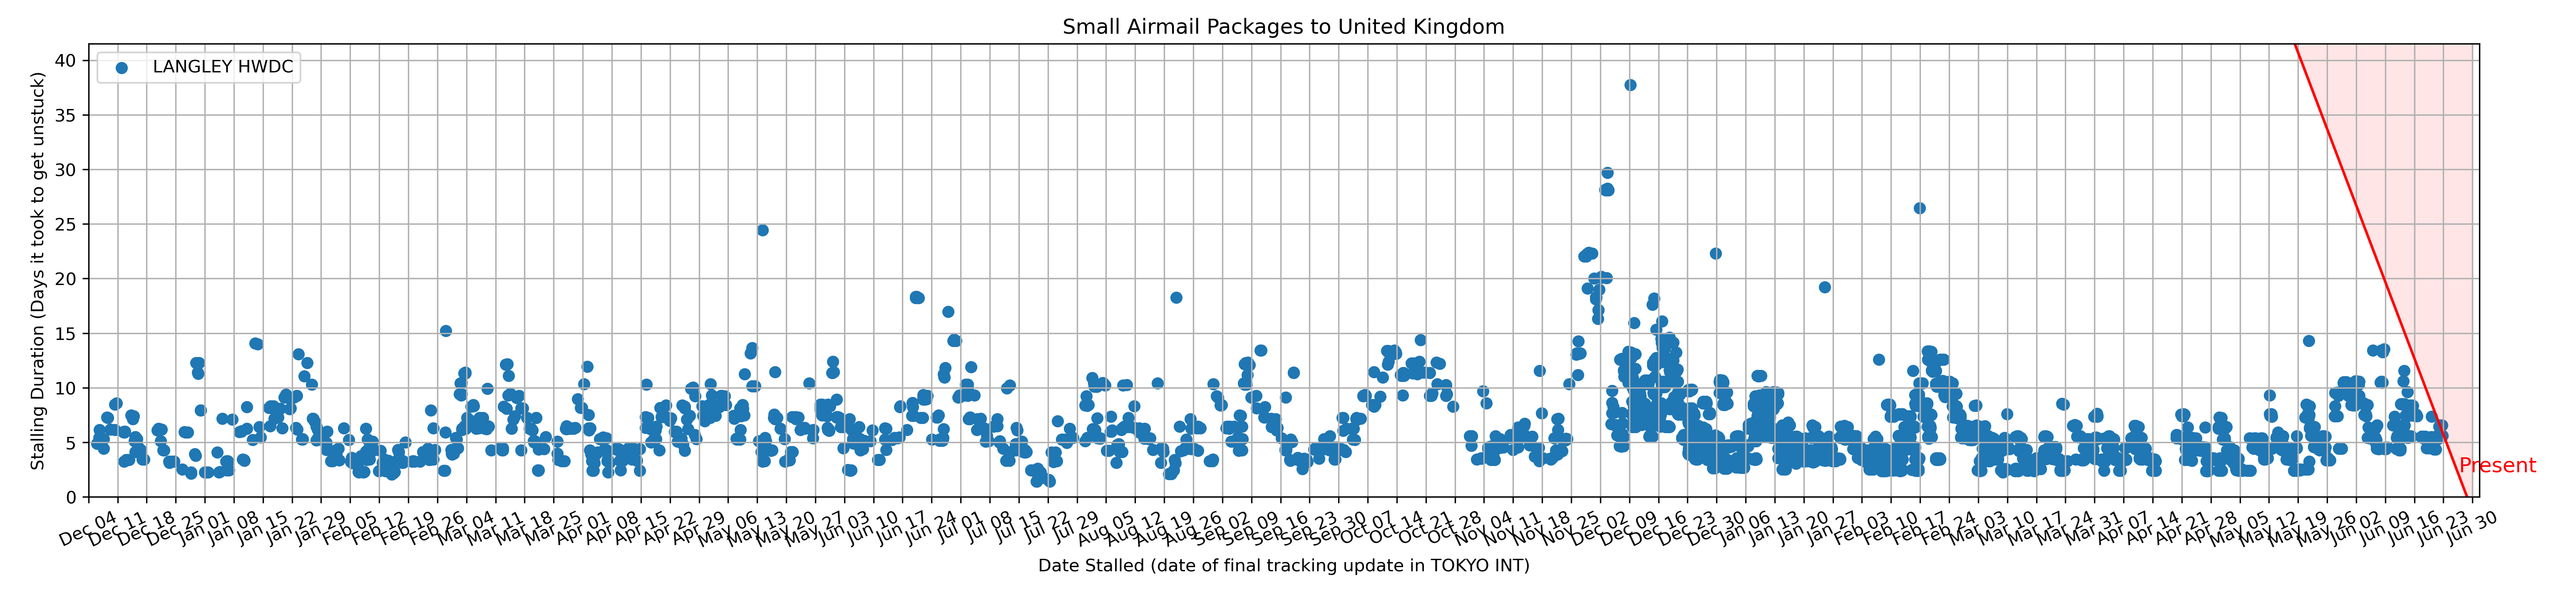 Small Airmail Packages to United Kingdom
LANGLEY HWDC
Stalling Duration (Days it took to get unstuck)
40
35
30
25
20
15
10
5
0
Present
Dec 04 Dec 11 Dec 18 Dec 25 Jan 01 Jan 08 Jan 15 Jan 22 Jan 29 Feb 05 Feb 12 Feb 19 Feb 26 Mar 04 Mar 11 Mar 18 Mar 25 Apr 01 Apr 08 Apr 15 Apr 22 Apr 29 May 06 May 13 May 20 May 27 Jun 03 Jun 10 Jun 17 Jun 24 Jul 01 Jul 08 Jul 15 Jul 22 Jul 29 Aug 05 Aug 12 Aug 19 Aug 26 Sep 02 Sep 09 Sep 16 Sep 23 Sep 30 Oct 07 Oct 14 Oct 21 Oct 28 Nov 04 Nov 11 Nov 18 Nov 25 Dec 02 Dec 09 Dec 16 Dec 23 Dec 30 Jan 06 Jan 13 Jan 20 Jan 27 Feb 03 Feb 10 Feb 17 Feb 24 Mar 03 Mar 10 Mar 17 Mar 24 Mar 31 Apr 07 Apr 14 Apr 21 Apr 28 May 05 May 12 May 19 May 26 Jun 02 Jun 09 Jun 16 Jun 23 Jun 30
Date Stalled (date of final tracking update in TOKYO INT)